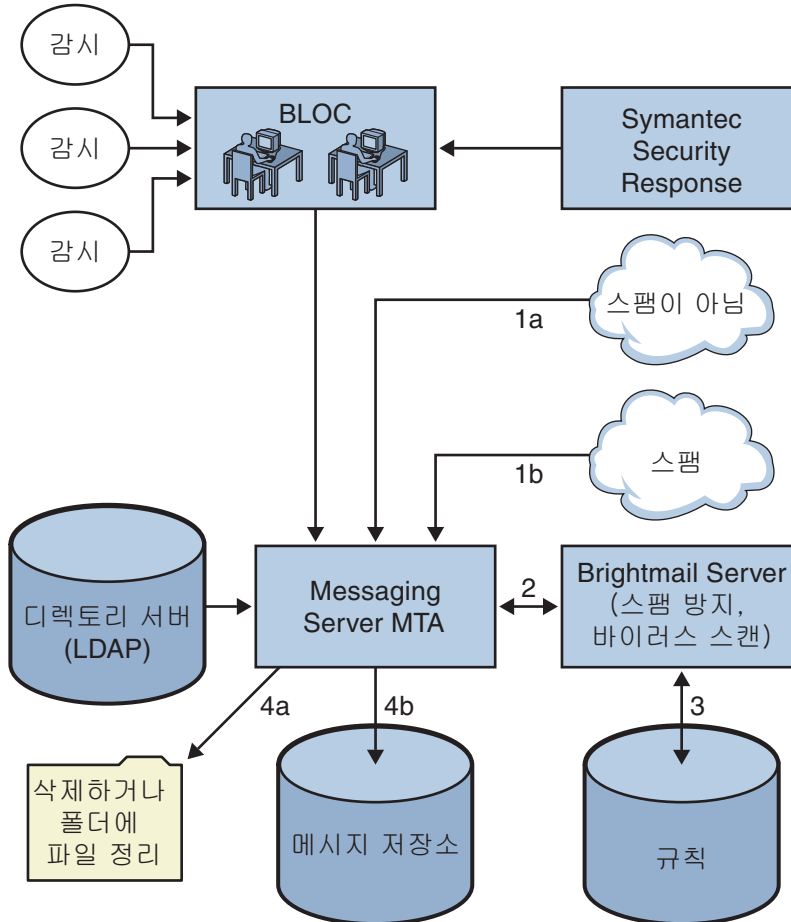 감시
감시
감시
BLOC
Symantec
Security
Response
스팸이 아님
1a
스팸
1b
디렉토리 서버
(LDAP)
Messaging
Server MTA
2
Brightmail Server
(스팸 방지,
바이러스 스캔)
4a
4b
3
삭제하거나
폴더에
파일 정리
메시지 저장소
규칙